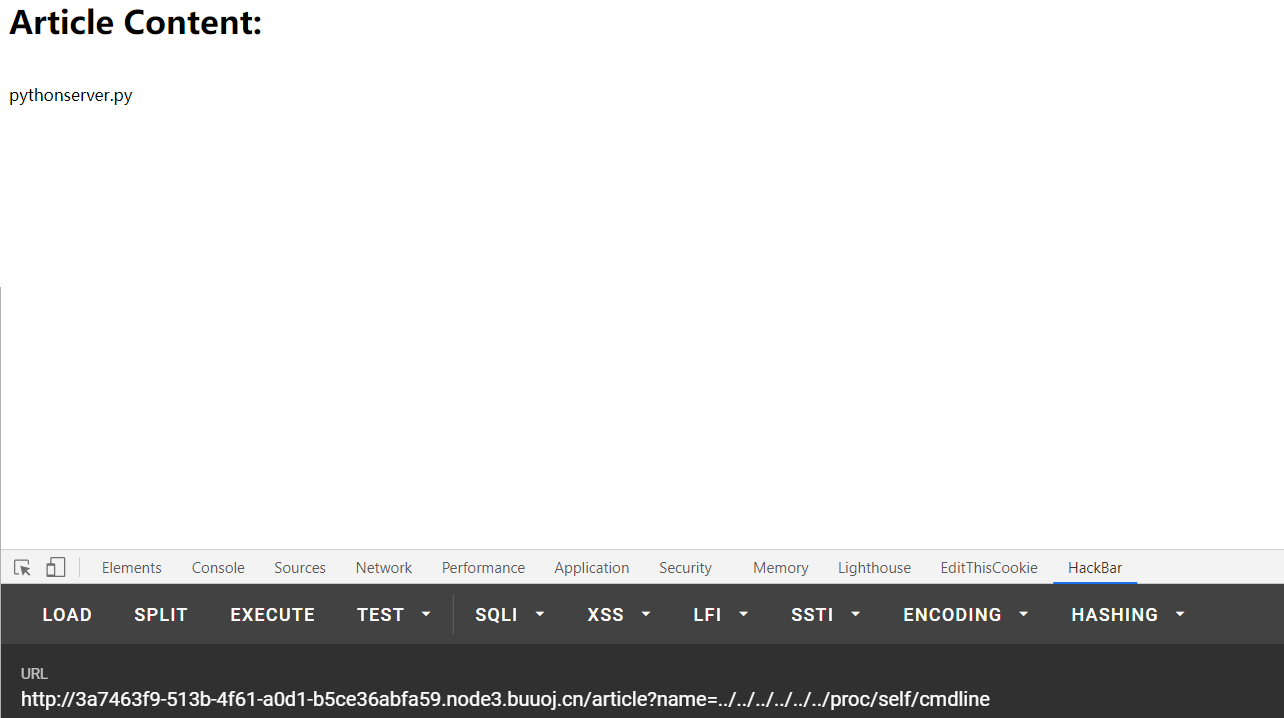 Article Content:
pythonserver.py
Elements Console Sources Network Performance Application Security Memory Lighthouse EditThisCookie HackBar
LOAD SPLIT EXECUTE TEST SQLI XSS LFI SSTI ENCODING HASHING
URL
http://3a7463f9-513b-4f61-a0d1-b5ce36abfa59.node3.buuoj.cn/article?name=../../../../../../proc/self/cmdline